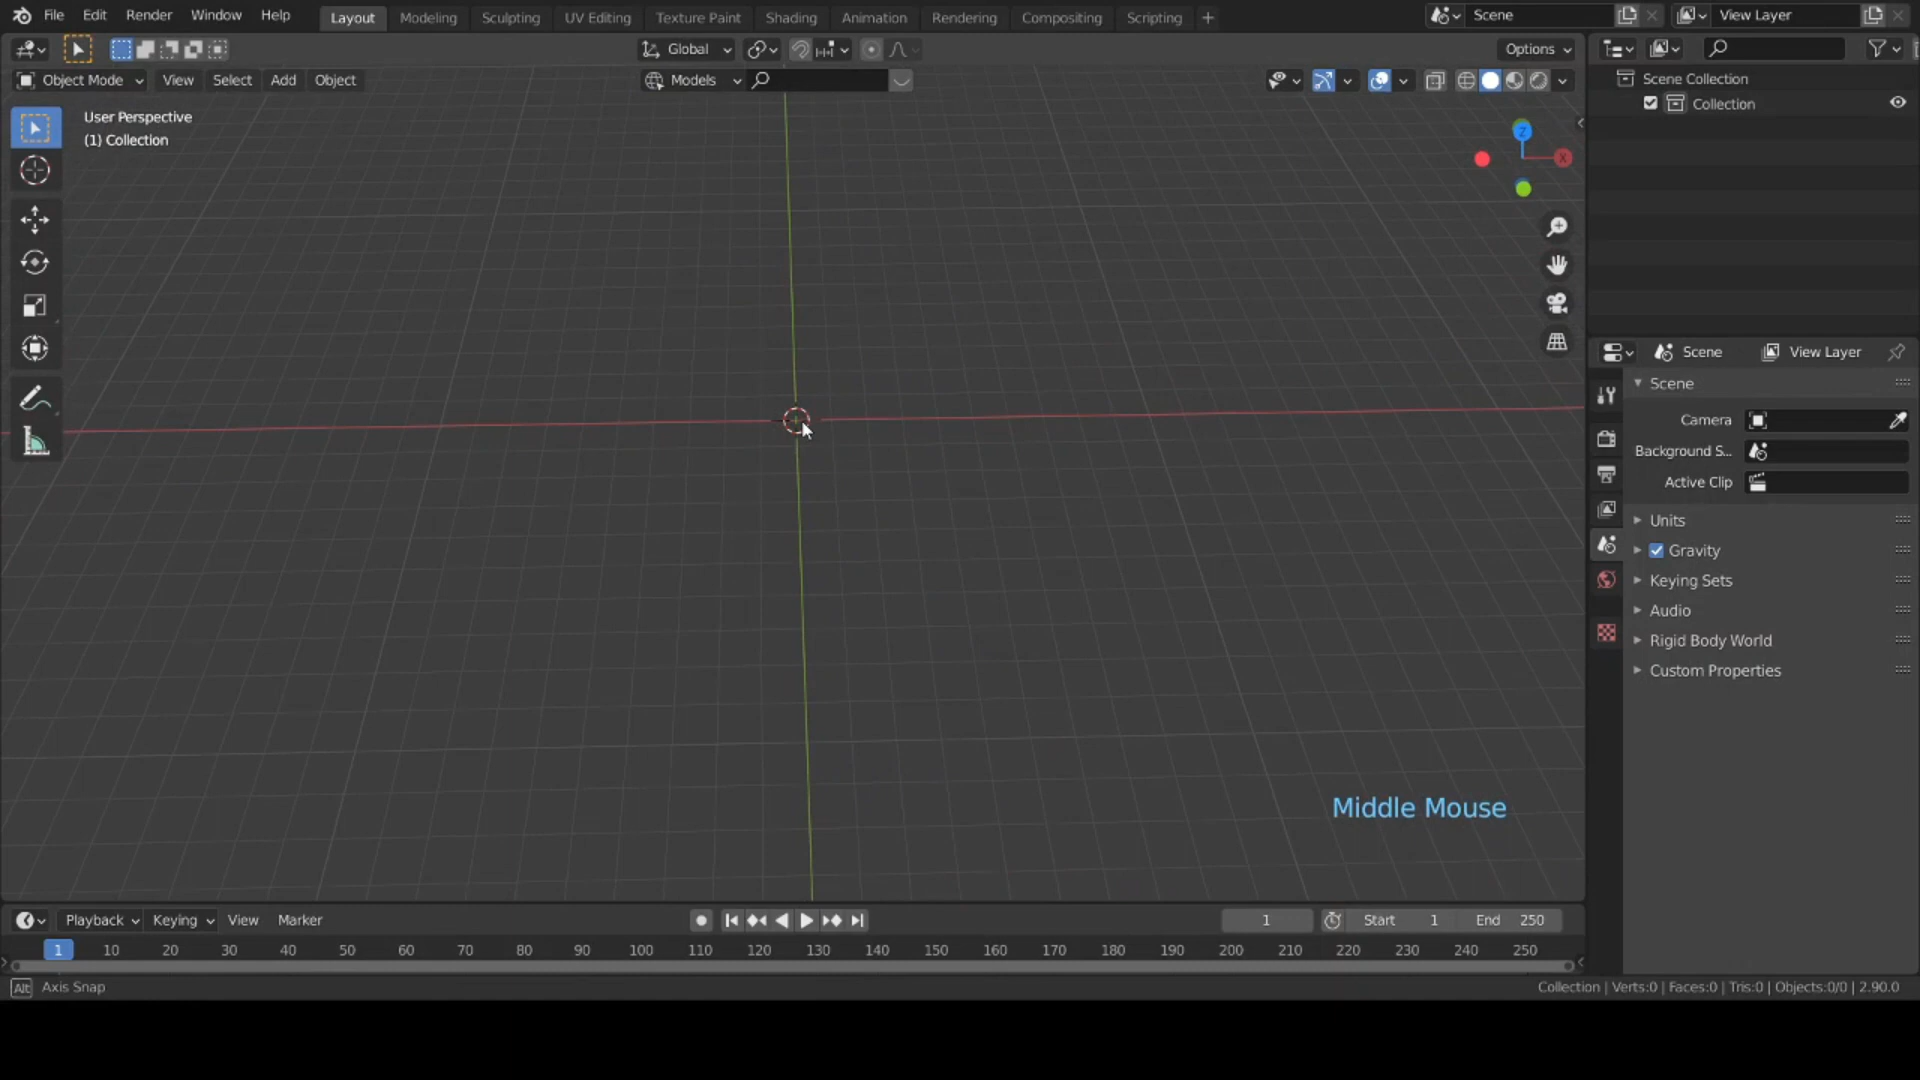 File Edit Render Window Help Layout Modeling Sculpting UV Editing Texture Paint Shading Animation Rendering Compositing Scripting + Scene View Layer
Global Options
Object Mode View Select Add Object Models
Scene Collection
Collection
User Perspective
(1) Collection
Z
X
Scene View Layer
Scene
Camera
Background S...
Active Clip
Units
Gravity
Keying Sets
Audio
Rigid Body World
Custom Properties
Middle Mouse
Playback Keying View Marker 1 Start 1 End 250
1 10 20 30 40 50 60 70 80 90 100 110 120 130 140 150 160 170 180 190 200 210 220 230 240 250
Alt Axis Snap Collection | Verts:0 | Faces:0 | Tris:0 | Objects:0/0 | 2.90.0